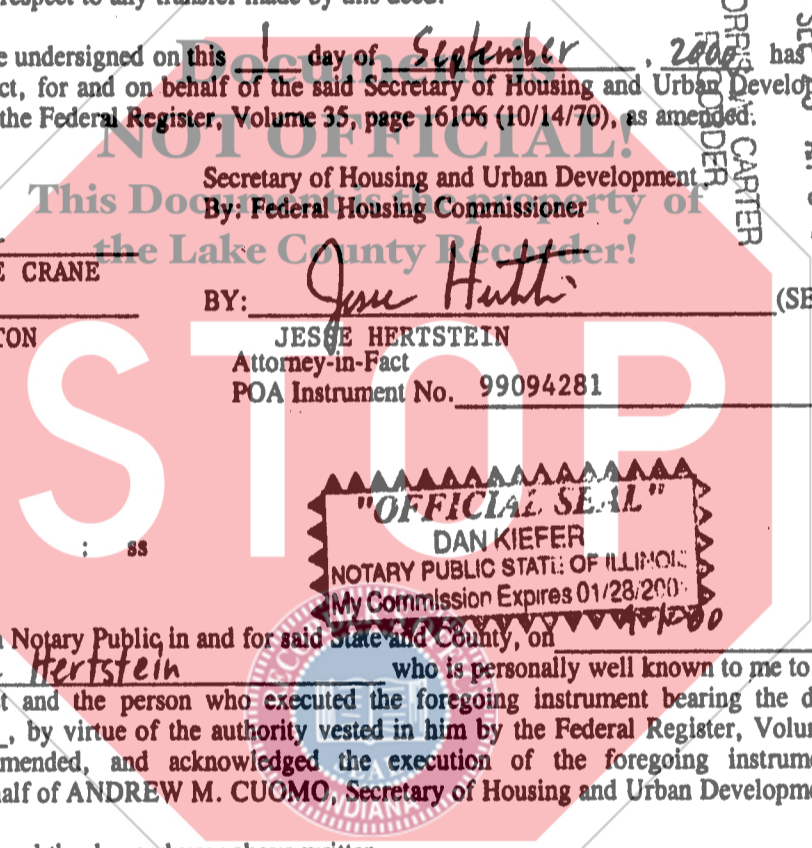 respect to any transfer made by this deed.
e undersigned on this 1 day of September, 2000 has
ct, for and on behalf of the said Secretary of Housing and Urban Develop
the Federal Register, Volume 35, page 16106 (10/14/70), as amended.
Document is
NOT OFFICIAL!
This Document is the property of
the Lake County Recorder!
CARTER
RECORDER
Secretary of Housing and Urban Development
By: Federal Housing Commissioner
E CRANE
BY: Jesse Hertstein (SE
TON
JESSE HERTSTEIN
Attorney-in-Fact
POA Instrument No. 99094281
STOP
"OFFICIAL SEAL"
DAN KIEFER
NOTARY PUBLIC STATE OF ILLINOIS
My Commission Expires 01/28/200
: ss
Notary Public in and for said State and County, on
Hertstein who is personally well known to me to
t and the person who executed the foregoing instrument bearing the d
, by virtue of the authority vested in him by the Federal Register, Volu
mended, and acknowledged the execution of the foregoing instrum
alf of ANDREW M. CUOMO, Secretary of Housing and Urban Developm
INDIANA